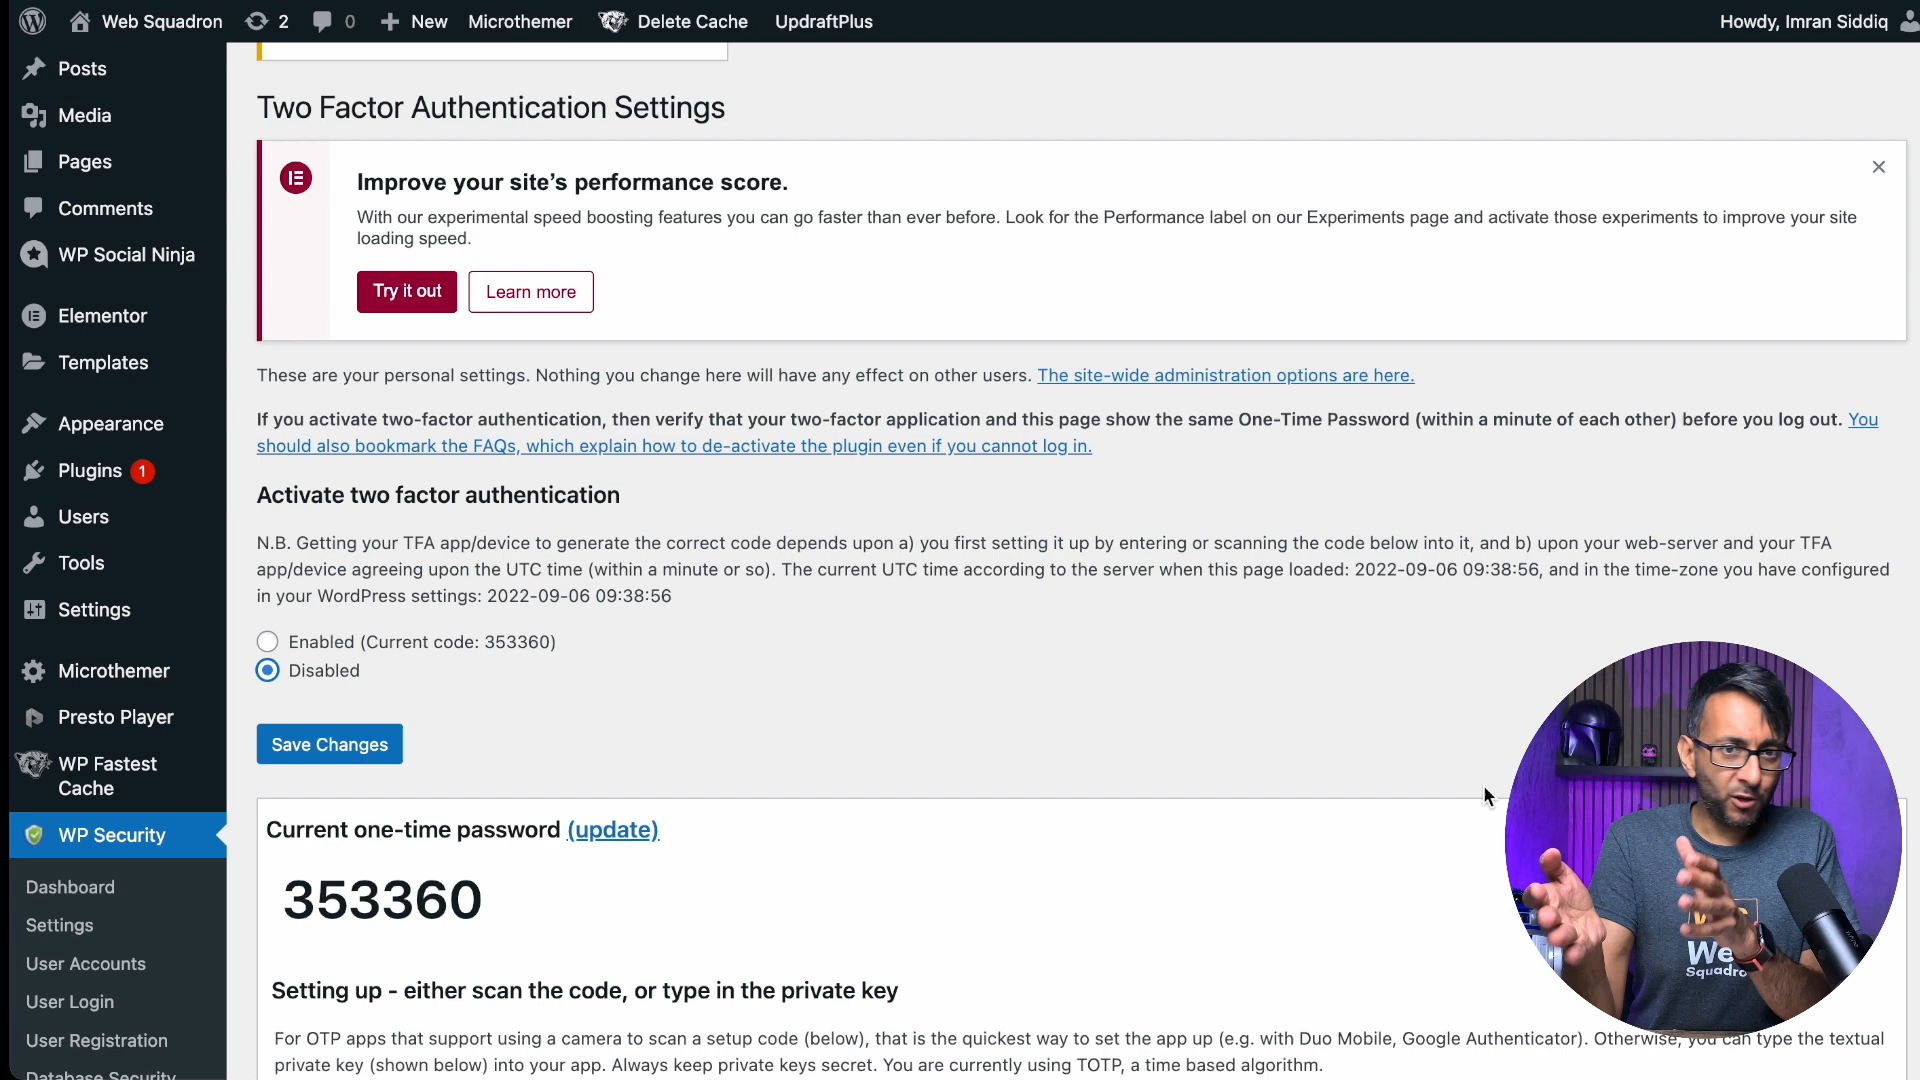 Web Squadron 2 0 New Microthemer Delete Cache UpdraftPlus Howdy, Imran Siddiq
Posts
Media
Pages
Comments
WP Social Ninja
Elementor
Templates
Appearance
Plugins 1
Users
Tools
Settings
Microthemer
Presto Player
WP Fastest
Cache
WP Security
Dashboard
Settings
User Accounts
User Login
User Registration
Database Security
Two Factor Authentication Settings
Improve your site's performance score.
With our experimental speed boosting features you can go faster than ever before. Look for the Performance label on our Experiments page and activate those experiments to improve your site
loading speed.
Try it out Learn more
These are your personal settings. Nothing you change here will have any effect on other users. The site-wide administration options are here.
If you activate two-factor authentication, then verify that your two-factor application and this page show the same One-Time Password (within a minute of each other) before you log out. You
should also bookmark the FAQs, which explain how to de-activate the plugin even if you cannot log in.
Activate two factor authentication
N.B. Getting your TFA app/device to generate the correct code depends upon a) you first setting it up by entering or scanning the code below into it, and b) upon your web-server and your TFA
app/device agreeing upon the UTC time (within a minute or so). The current UTC time according to the server when this page loaded: 2022-09-06 09:38:56, and in the time-zone you have configured
in your WordPress settings: 2022-09-06 09:38:56
Enabled (Current code: 353360)
Disabled
Save Changes
Current one-time password (update)
353360
Setting up - either scan the code, or type in the private key
For OTP apps that support using a camera to scan a setup code (below), that is the quickest way to set the app up (e.g. with Duo Mobile, Google Authenticator). Otherwise, you can type the textual
private key (shown below) into your app. Always keep private keys secret. You are currently using TOTP, a time based algorithm.